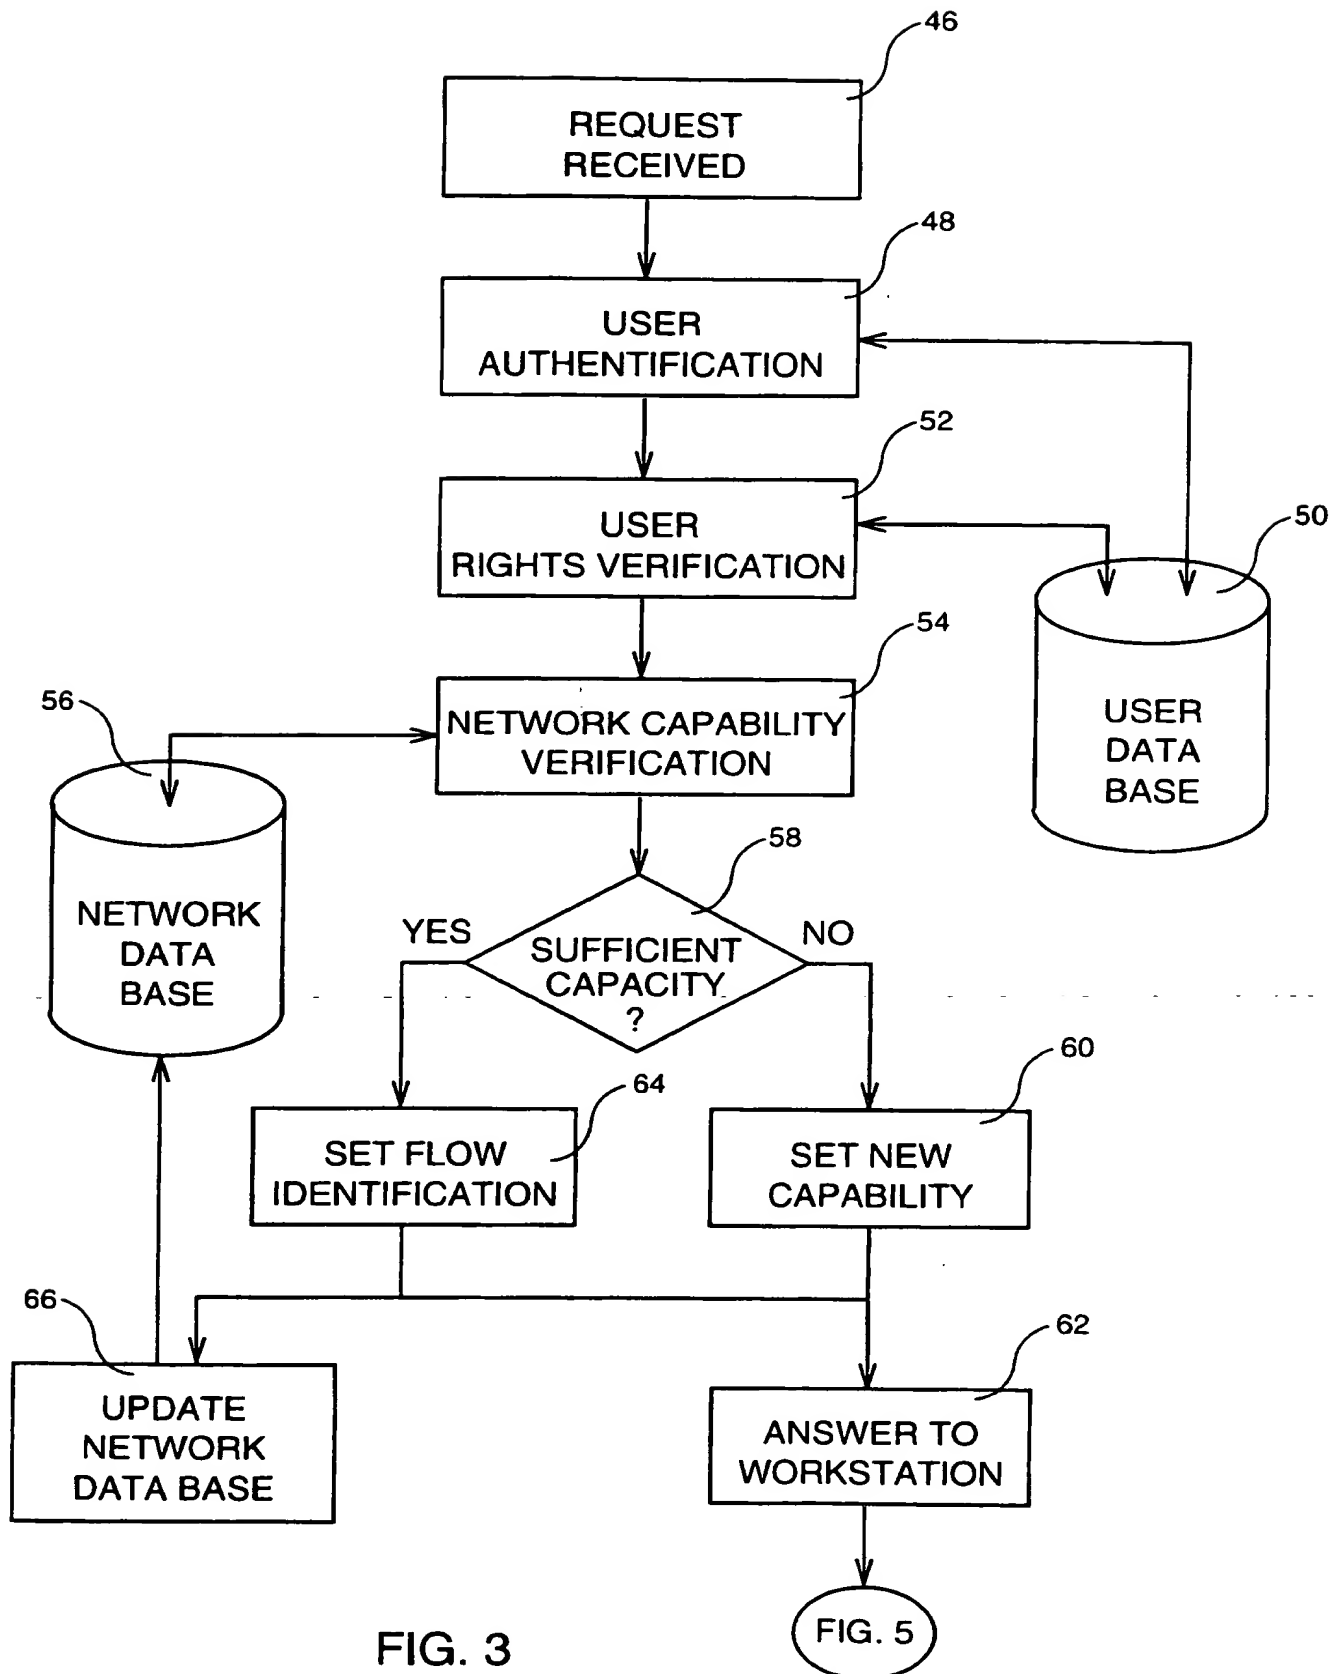 46
REQUEST
RECEIVED
48
USER
AUTHENTIFICATION
52
USER
RIGHTS VERIFICATION
50
USER
DATA
BASE
54
NETWORK CAPABILITY
VERIFICATION
56
NETWORK
DATA
BASE
58
YES
SUFFICIENT
CAPACITY
?
NO
64
SET FLOW
IDENTIFICATION
60
SET NEW
CAPABILITY
66
UPDATE
NETWORK
DATA BASE
62
ANSWER TO
WORKSTATION
FIG. 5
FIG. 3